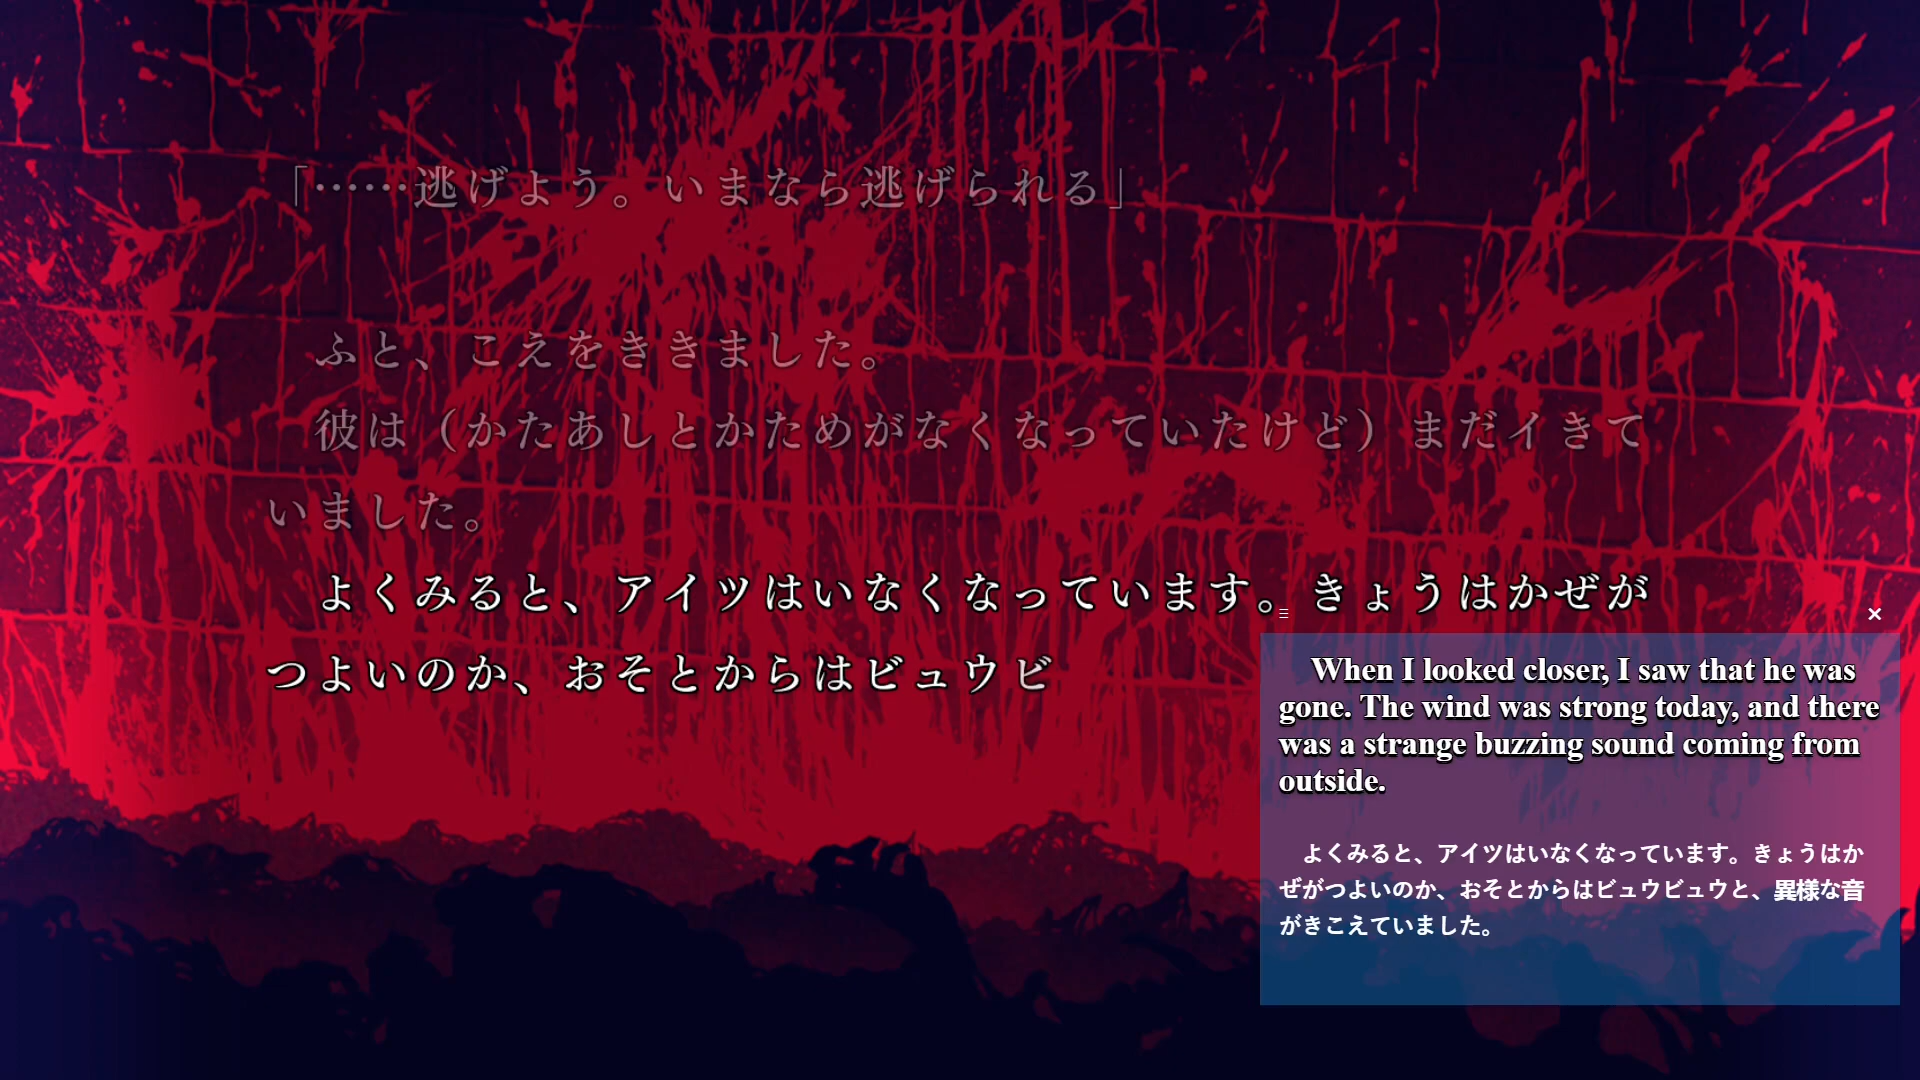 「……逃げよう。いまなら逃げられる」
ふと、こえをききました。
彼は（かたあしとかためがなくなっていたけど）まだイきて
いました。
よくみると、アイツはいなくなっています。きょうはかぜが
つよいのか、おそとからはビュウビ
When I looked closer, I saw that he was
gone. The wind was strong today, and there
was a strange buzzing sound coming from
outside.
よくみると、アイツはいなくなっています。きょうはか
ぜがつよいのか、おそとからはビュウビュウと、異様な音
がきこえていました。